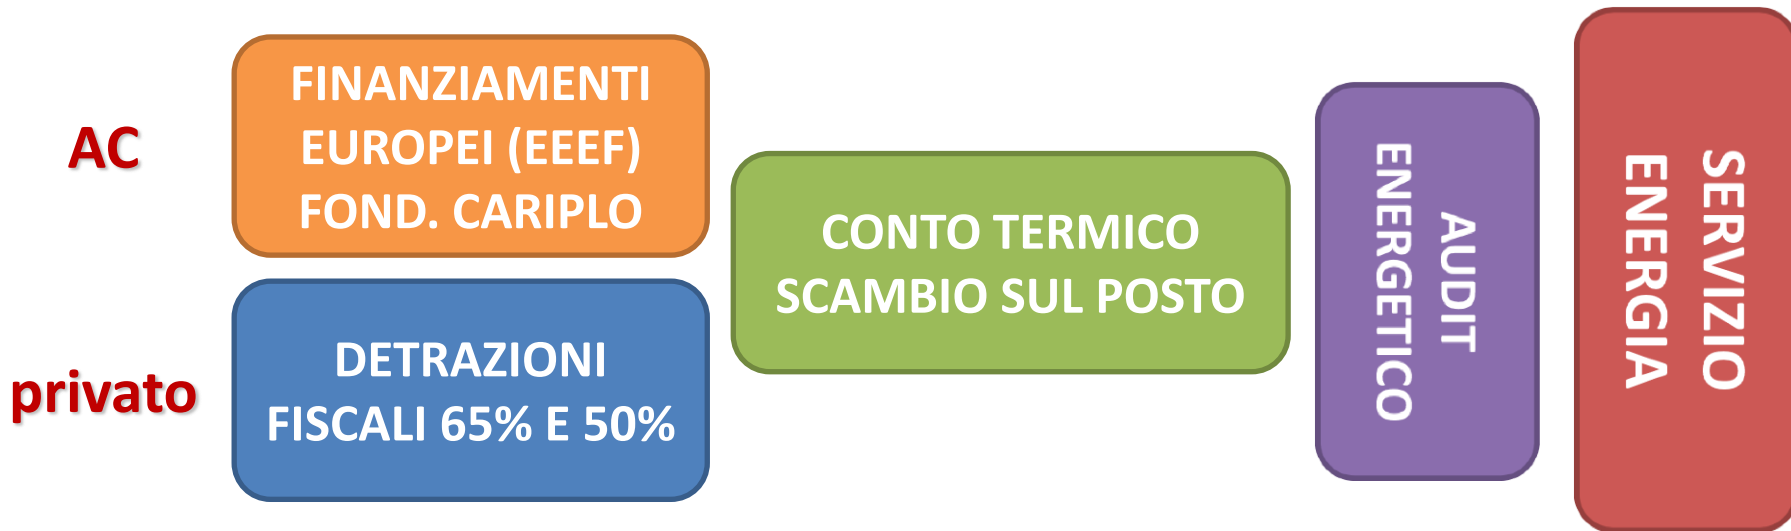 AC
FINANZIAMENTI
EUROPEI (EEEF)
FOND. CARIPLO
privato
DETRAZIONI
FISCALI 65% E 50%
CONTO TERMICO
SCAMBIO SUL POSTO
AUDIT
ENERGETICO
SERVIZIO
ENERGIA